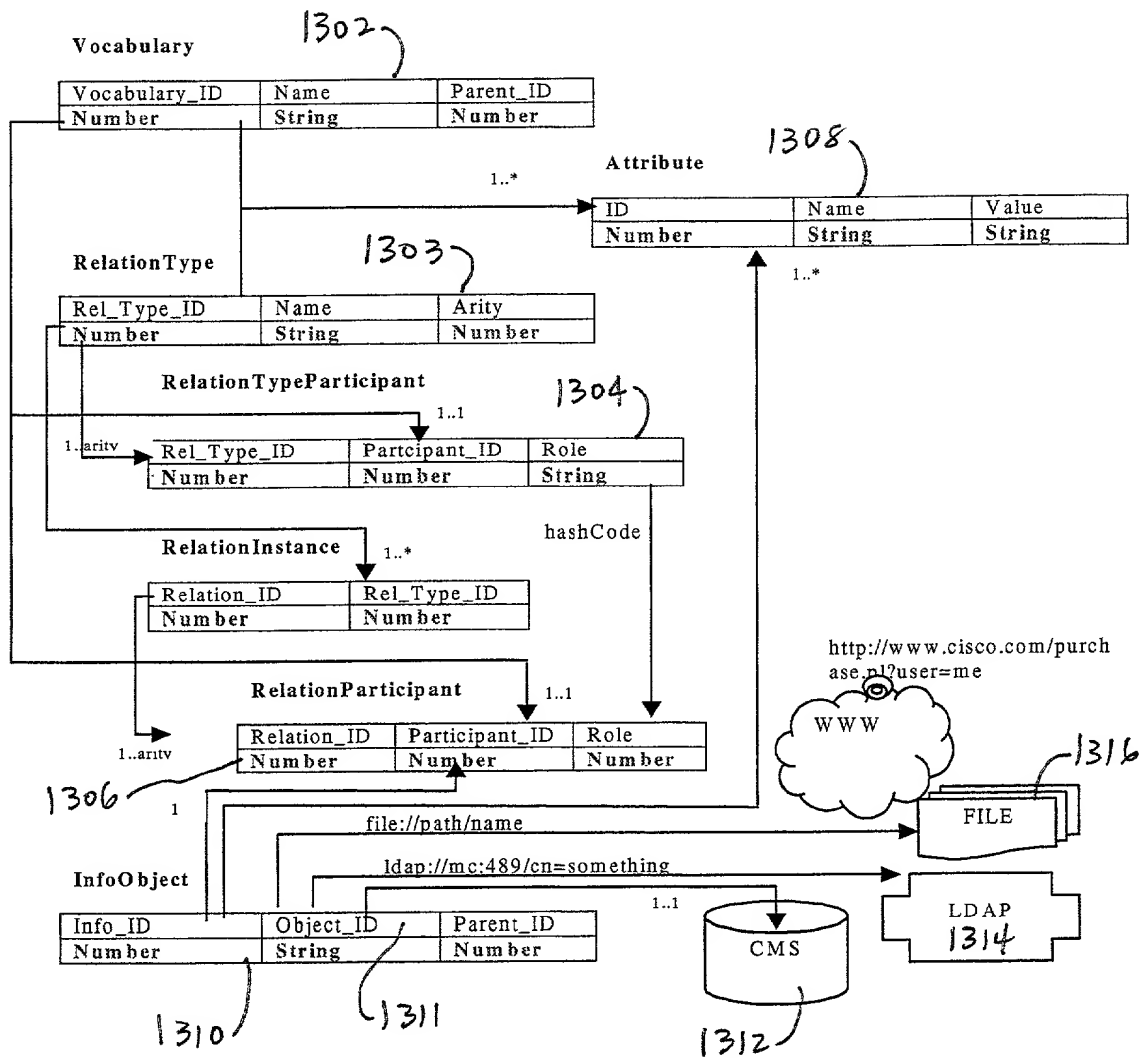 1302
Vocabulary
Vocabulary_ID Name Parent_ID
Number String Number
1308
Attribute
1..*
ID Name Value
Number String String
1303
RelationType
1..*
Rel_Type_ID Name Arity
Number String Number
RelationTypeParticipant
1304
1..1
1..arity
Rel_Type_ID Partcipant_ID Role
Number Number String
hashCode
RelationInstance
1..*
Relation_ID Rel_Type_ID
Number Number
http://www.cisco.com/purch
ase.pl?user=me
RelationParticipant
1..1
WWW
Relation_ID Participant_ID Role
1..arity
Number Number Number
1316
1306
1
file://path/name
FILE
ldap://mc:489/cn=something
InfoObject
1..1
Info_ID Object_ID Parent_ID
LDAP
1314
Number String Number
CMS
1310
1311
1312